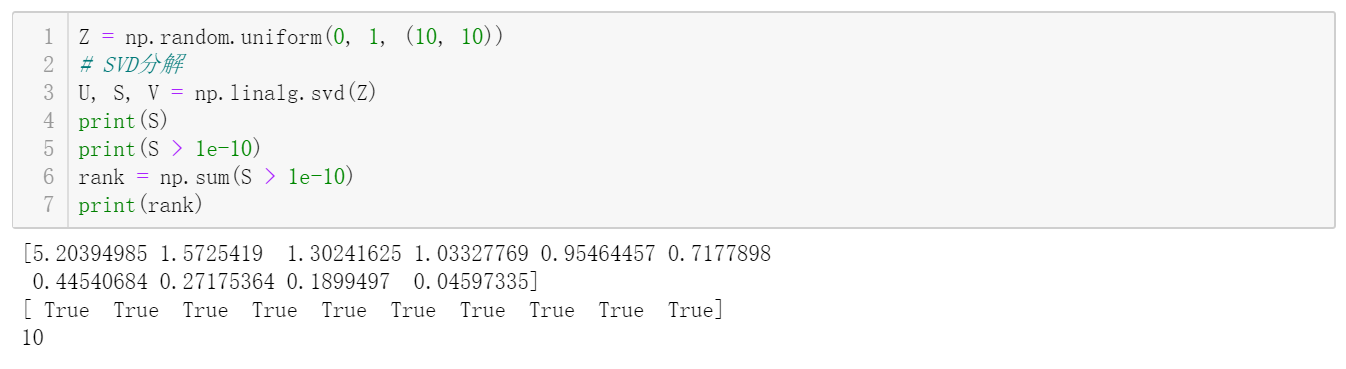 1 Z = np.random.uniform(0, 1, (10, 10))
2 # SVD分解
3 U, S, V = np.linalg.svd(Z)
4 print(S)
5 print(S > 1e-10)
6 rank = np.sum(S > 1e-10)
7 print(rank)
[5.20394985 1.5725419  1.30241625 1.03327769 0.95464457 0.7177898
 0.44540684 0.27175364 0.1899497  0.04597335]
[ True  True  True  True  True  True  True  True  True  True]
10